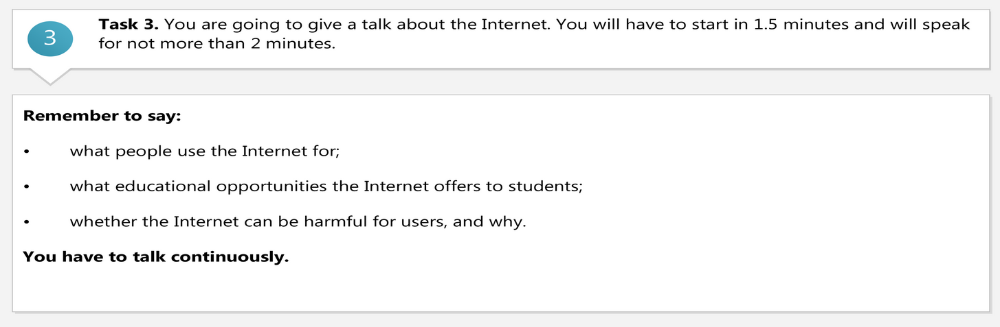 3
Task 3. You are going to give a talk about the Internet. You will have to start in 1.5 minutes and will speak
for not more than 2 minutes.
Remember to say:
• what people use the Internet for;
• what educational opportunities the Internet offers to students;
• whether the Internet can be harmful for users, and why.
You have to talk continuously.